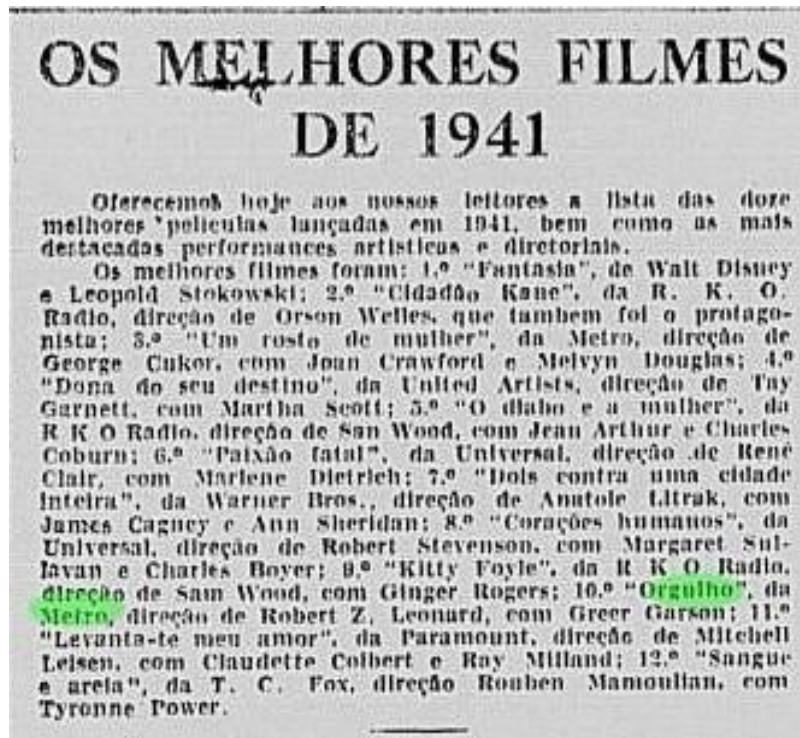 OS MELHORES FILMES
DE 1941
Oferecemos hoje aos nossos leitores a lista das doze
melhores películas lançadas em 1941, bem como as mais
destacadas performances artisticas e diretoriais.
Os melhores filmes foram: 1.º "Fantasia", de Walt Disney
e Leopold Stokowski; 2.º "Cidadão Kane", da R. K. O.
Radio, direção de Orson Welles, que tambem foi o protago-
nista; 3.º "Um rosto de mulher", da Metro, direção de
George Cukor, com Joan Crawford e Melvyn Douglas; 4.º
"Dona do seu destino", da United Artists, direção de Tay
Garnett, com Martha Scott; 5.º "O diabo e a mulher", da
R K O Radio, direção de San Wood, com Jean Arthur e Charles
Coburn; 6.º "Paixão fatal", da Universal, direção de René
Clair, com Marlene Dietrich; 7.º "Dois contra uma cidade
inteira", da Warner Bros., direção de Anatole Litvak, com
James Cagney e Ann Sheridan; 8.º "Corações humanos", da
Universal, direção de Robert Stevenson, com Margaret Sul-
lavan e Charles Boyer; 9.º "Kitty Foyle", da R K O Radio,
direção de Sam Wood, com Ginger Rogers; 10.º "Orgulho", da
Metro, direção de Robert Z. Leonard, com Greer Garson; 11.º
"Levanta-te meu amor", da Paramount, direção de Mitchell
Leisen, com Claudette Colbert e Ray Milland; 12.º "Sangue
e areia", da T. C. Fox, direção Rouben Mamoulian, com
Tyronne Power.